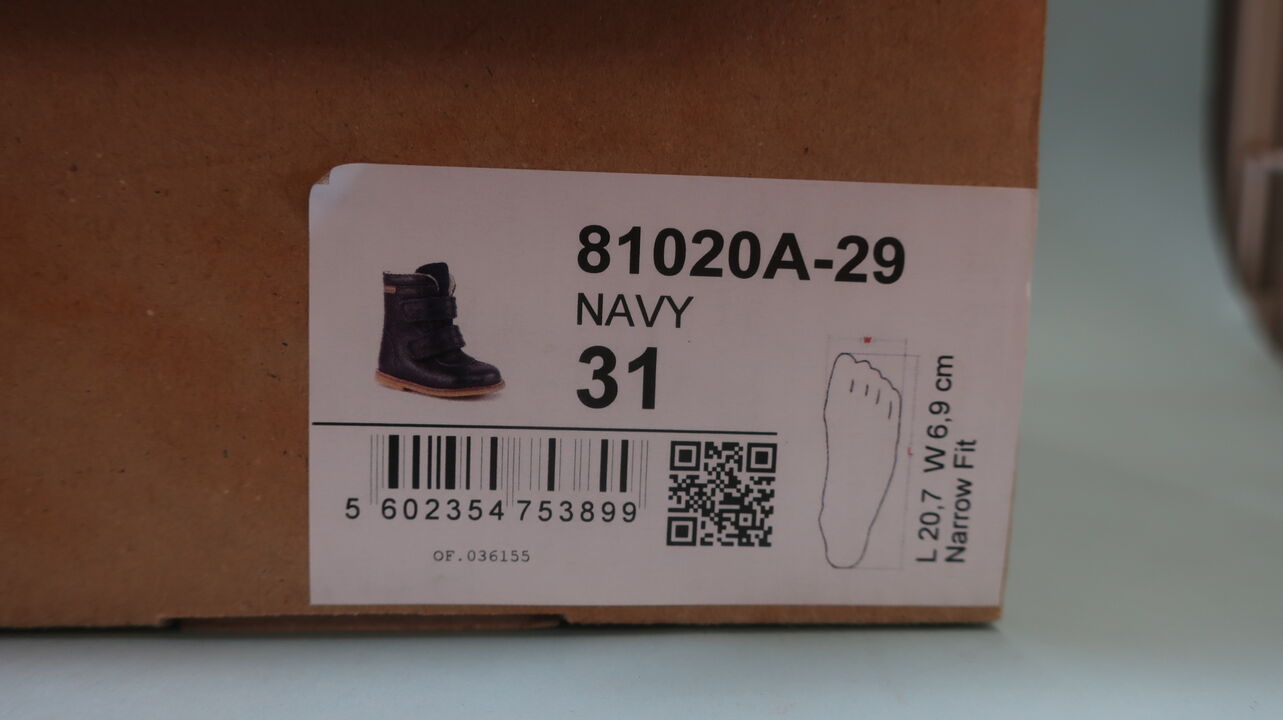 81020A-29
NAVY
31
5 602354 753899
OF.036155
W
L
L 20,7 W 6,9 cm
Narrow Fit